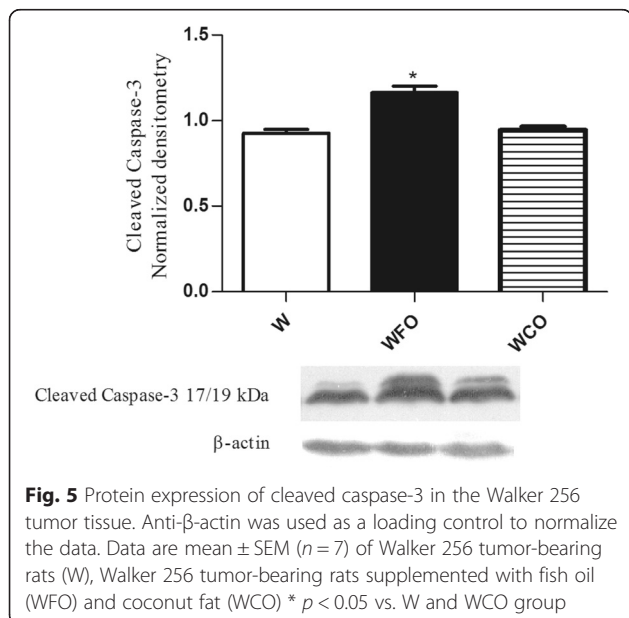 1.5
1.0
0.5
0.0
Cleaved Caspase-3
Normalized densitometry
*
W
WFO
WCO
Cleaved Caspase-3 17/19 kDa
β-actin
Fig. 5 Protein expression of cleaved caspase-3 in the Walker 256
tumor tissue. Anti-β-actin was used as a loading control to normalize
the data. Data are mean ± SEM (n = 7) of Walker 256 tumor-bearing
rats (W), Walker 256 tumor-bearing rats supplemented with fish oil
(WFO) and coconut fat (WCO) * p < 0.05 vs. W and WCO group